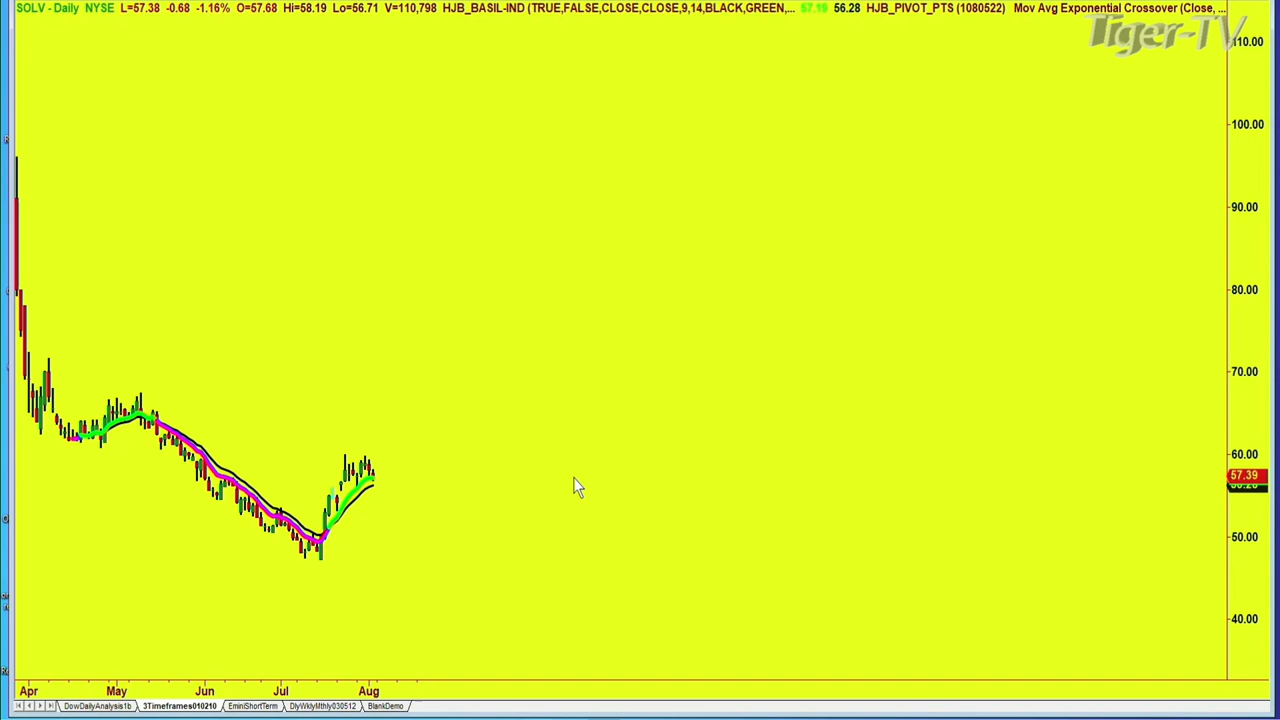 SOLV - Daily NYSE L=57.38 -0.68 -1.16% O=57.68 Hi=58.19 Lo=56.71 V=110,798 HJB_BASIL-IND (TRUE,FALSE,CLOSE,CLOSE,9,14,BLACK,GREEN,... 57.19 56.28 HJB_PIVOT_PTS (1080522) Mov Avg Exponential Crossover (Close, ...
Tiger-TV
110.00
100.00
90.00
80.00
70.00
60.00
57.39
50.00
40.00
Apr May Jun Jul Aug
DowDailyAnalysis1b 3Timeframes010210 EminiShortTerm DlyWklyMthly030512 BlankDemo